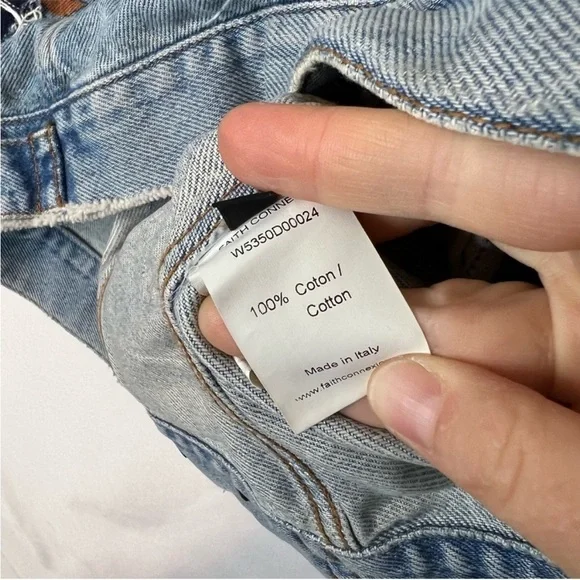 FAITH CONNE
W5350D00024
100% Coton /
Cotton
Made in Italy
www.faithconnexi